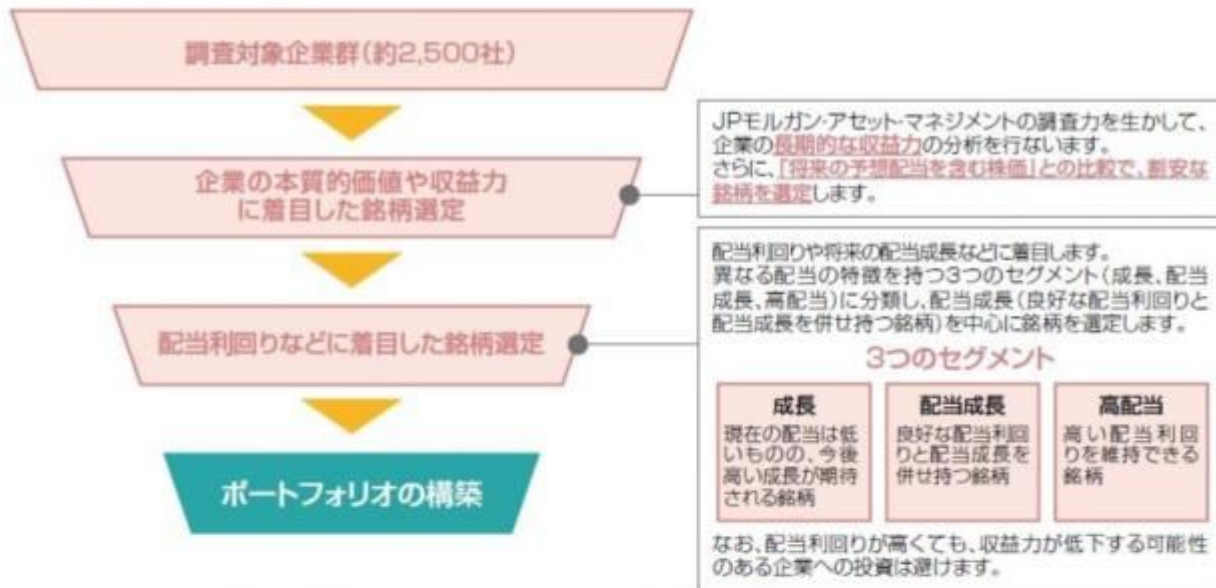 調査対象企業群(約2,500社)
企業の本質的価値や収益力
に着目した銘柄選定
JPモルガン・アセット・マネジメントの調査力を生かして、
企業の長期的な収益力の分析を行ないます。
さらに、「将来の予想配当を含む株価」との比較で、割安な
銘柄を選定します。
配当利回りなどに着目した銘柄選定
配当利回りや将来の配当成長などに着目します。
異なる配当の特徴を持つ3つのセグメント(成長、配当
成長、高配当)に分類し、配当成長(良好な配当利回りと
配当成長を併せ持つ銘柄)を中心に銘柄を選定します。
3つのセグメント
成長
現在の配当は低
いものの、今後
高い成長が期待
される銘柄
配当成長
良好な配当利回
りと配当成長を
併せ持つ銘柄
高配当
高い配当利回
りを維持できる
銘柄
なお、配当利回りが高くても、収益力が低下する可能性
のある企業への投資は避けます。
ポートフォリオの構築